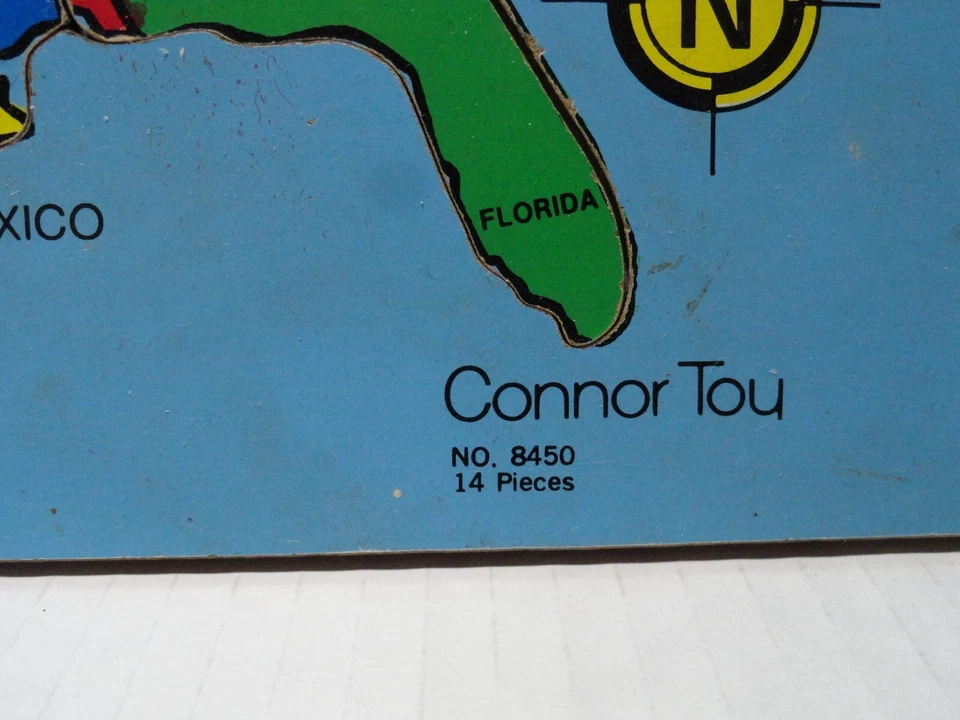 N
FLORIDA
XICO
Connor Toy
NO. 8450
14 Pieces